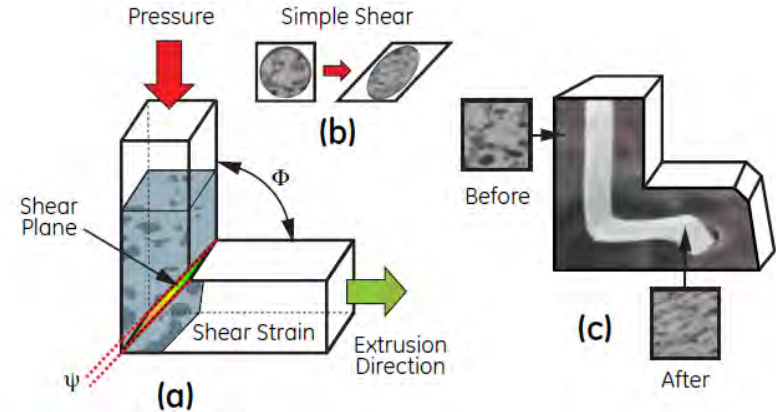 Pressure
Simple Shear
(b)
Φ
Shear
Plane
Shear Strain
Extrusion
Direction
ψ
(a)
Before
(c)
After